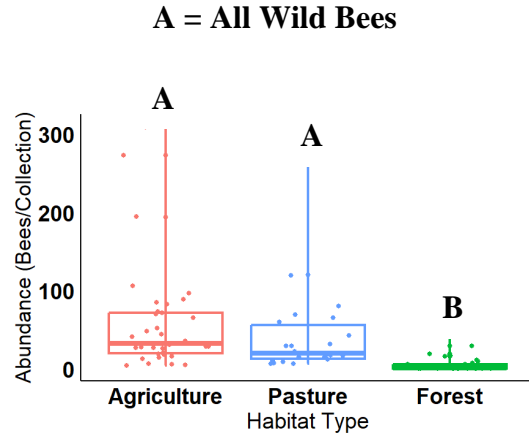 A = All Wild Bees
A
A
B
Abundance (Bees/Collection)
300
200
100
0
Agriculture
Pasture
Forest
Habitat Type